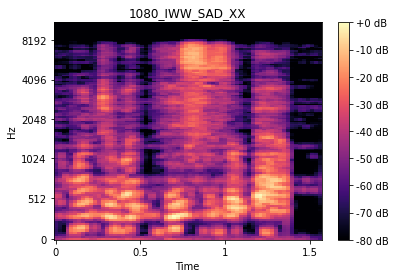 1080_IWW_SAD_XX
8192
4096
2048
1024
512
0
Hz
0
0.5
1
1.5
Time
+0 dB
-10 dB
-20 dB
-30 dB
-40 dB
-50 dB
-60 dB
-70 dB
-80 dB